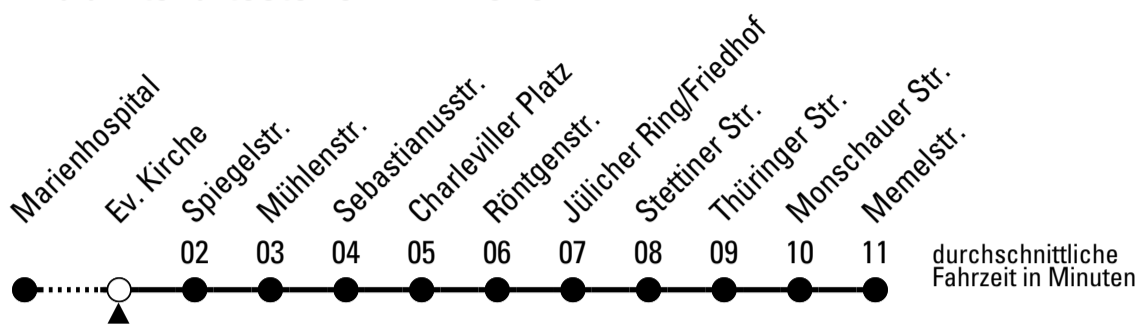 Marienhospital
Ev. Kirche
Spiegelstr.
Mühlenstr.
Sebastianusstr.
Charleviller Platz
Röntgenstr.
Jülicher Ring/Friedhof
Stettiner Str.
Thüringer Str.
Monschauer Str.
Memelstr.
02 03 04 05 06 07 08 09 10 11
durchschnittliche
Fahrzeit in Minuten